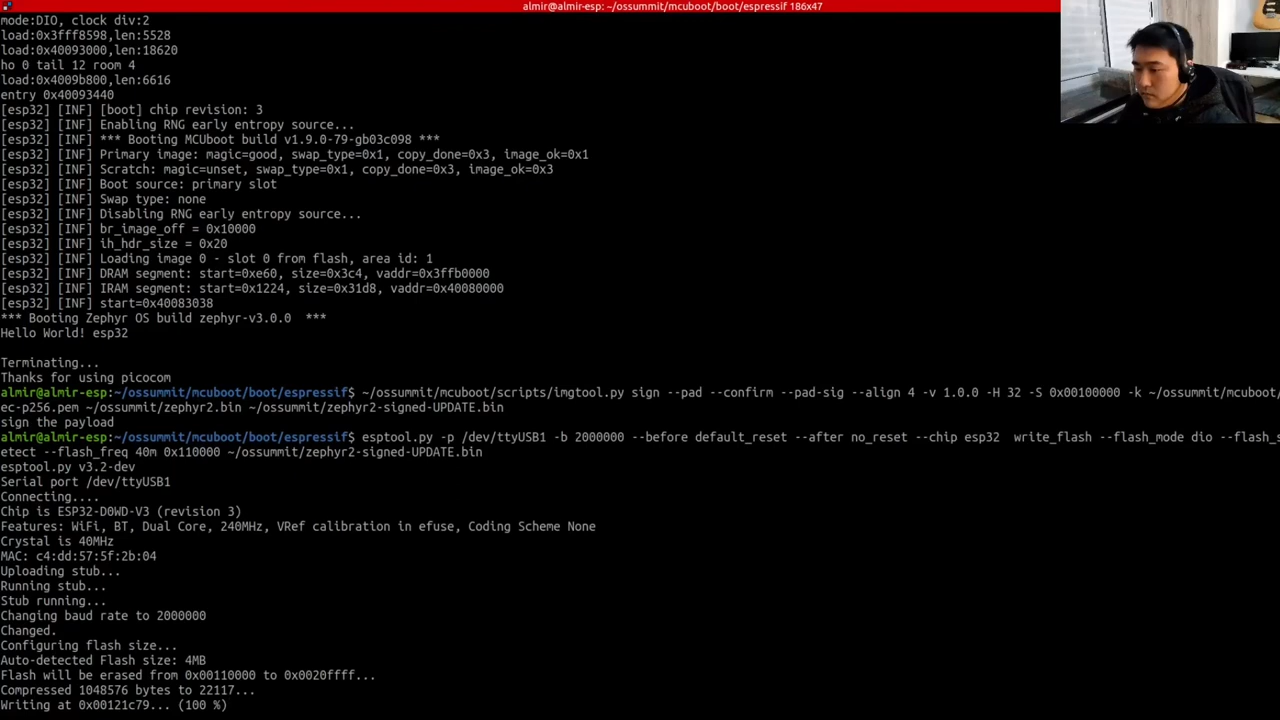 almir@almir-esp: ~/ossummit/mcuboot/boot/espressif 186x47
mode:DIO, clock div:2
load:0x3fff8598,len:5528
load:0x40093000,len:18620
ho 0 tail 12 room 4
load:0x4009b800,len:6616
entry 0x40093440
[esp32] [INF] [boot] chip revision: 3
[esp32] [INF] Enabling RNG early entropy source...
[esp32] [INF] *** Booting MCUboot build v1.9.0-79-gb03c098 ***
[esp32] [INF] Primary image: magic=good, swap_type=0x1, copy_done=0x3, image_ok=0x1
[esp32] [INF] Scratch: magic=unset, swap_type=0x1, copy_done=0x3, image_ok=0x3
[esp32] [INF] Boot source: primary slot
[esp32] [INF] Swap type: none
[esp32] [INF] Disabling RNG early entropy source...
[esp32] [INF] br_image_off = 0x10000
[esp32] [INF] ih_hdr_size = 0x20
[esp32] [INF] Loading image 0 - slot 0 from flash, area id: 1
[esp32] [INF] DRAM segment: start=0xe60, size=0x3c4, vaddr=0x3ffb0000
[esp32] [INF] IRAM segment: start=0x1224, size=0x31d8, vaddr=0x40080000
[esp32] [INF] start=0x40083038
*** Booting Zephyr OS build zephyr-v3.0.0  ***
Hello World! esp32
Terminating...
Thanks for using picocom
almir@almir-esp:~/ossummit/mcuboot/boot/espressif$ ~/ossummit/mcuboot/scripts/imgtool.py sign --pad --confirm --pad-sig --align 4 -v 1.0.0 -H 32 -S 0x00100000 -k ~/ossummit/mcuboot/
ec-p256.pem ~/ossummit/zephyr2.bin ~/ossummit/zephyr2-signed-UPDATE.bin
sign the payload
almir@almir-esp:~/ossummit/mcuboot/boot/espressif$ esptool.py -p /dev/ttyUSB1 -b 2000000 --before default_reset --after no_reset --chip esp32  write_flash --flash_mode dio --flash_s
etect --flash_freq 40m 0x110000 ~/ossummit/zephyr2-signed-UPDATE.bin
esptool.py v3.2-dev
Serial port /dev/ttyUSB1
Connecting....
Chip is ESP32-D0WD-V3 (revision 3)
Features: WiFi, BT, Dual Core, 240MHz, VRef calibration in efuse, Coding Scheme None
Crystal is 40MHz
MAC: c4:dd:57:5f:2b:04
Uploading stub...
Running stub...
Stub running...
Changing baud rate to 2000000
Changed.
Configuring flash size...
Auto-detected Flash size: 4MB
Flash will be erased from 0x00110000 to 0x0020ffff...
Compressed 1048576 bytes to 22117...
Writing at 0x00121c79... (100 %)